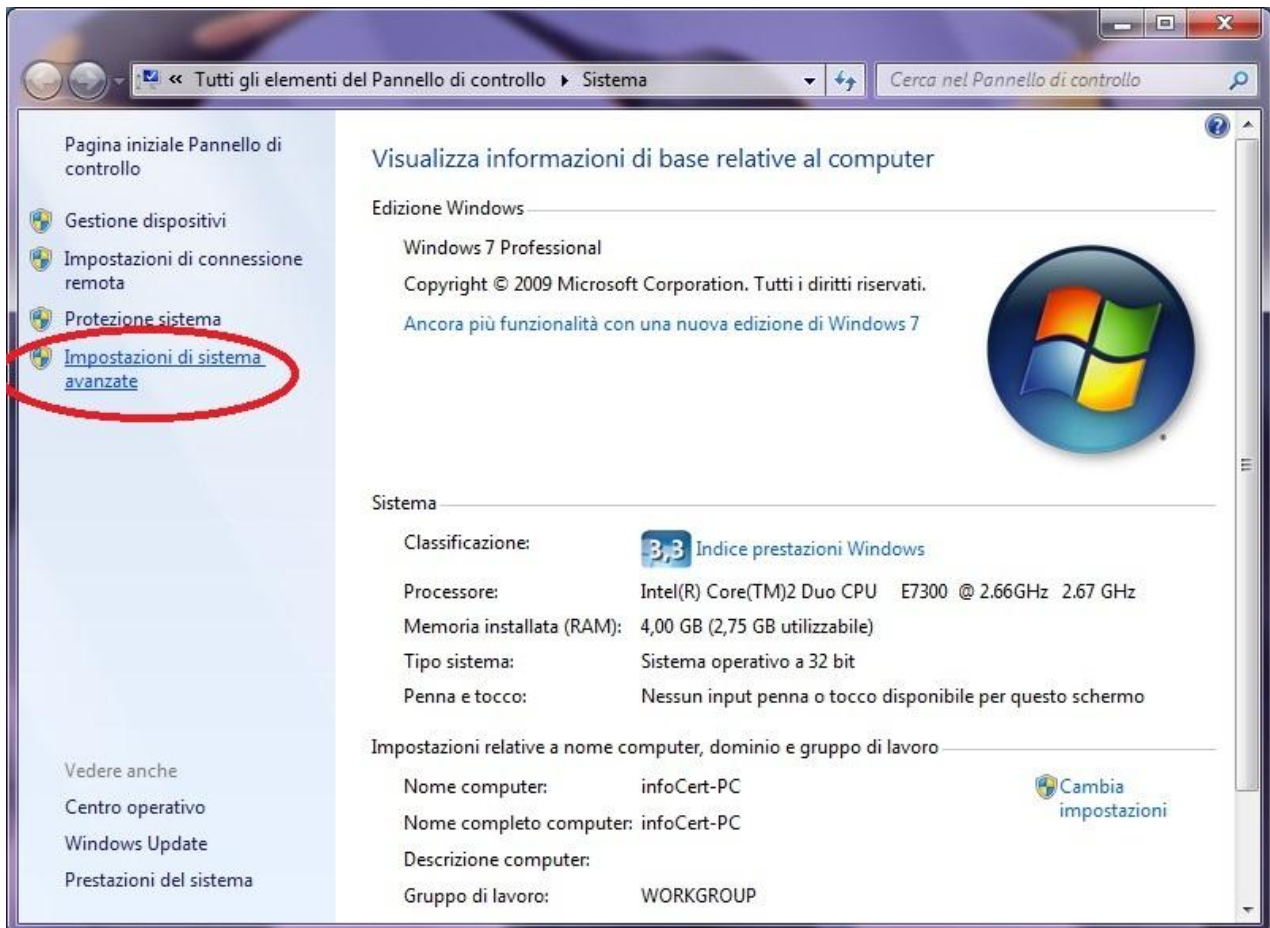 « Tutti gli elementi del Pannello di controllo ▸ Sistema
Cerca nel Pannello di controllo
Pagina iniziale Pannello di
controllo
Gestione dispositivi
Impostazioni di connessione
remota
Protezione sistema
Impostazioni di sistema
avanzate
Vedere anche
Centro operativo
Windows Update
Prestazioni del sistema
Visualizza informazioni di base relative al computer
Edizione Windows
Windows 7 Professional
Copyright © 2009 Microsoft Corporation. Tutti i diritti riservati.
Ancora più funzionalità con una nuova edizione di Windows 7
Sistema
Classificazione: 3,3 Indice prestazioni Windows
Processore: Intel(R) Core(TM)2 Duo CPU E7300 @ 2.66GHz 2.67 GHz
Memoria installata (RAM): 4,00 GB (2,75 GB utilizzabile)
Tipo sistema: Sistema operativo a 32 bit
Penna e tocco: Nessun input penna o tocco disponibile per questo schermo
Impostazioni relative a nome computer, dominio e gruppo di lavoro
Nome computer: infoCert-PC
Cambia
impostazioni
Nome completo computer: infoCert-PC
Descrizione computer:
Gruppo di lavoro: WORKGROUP